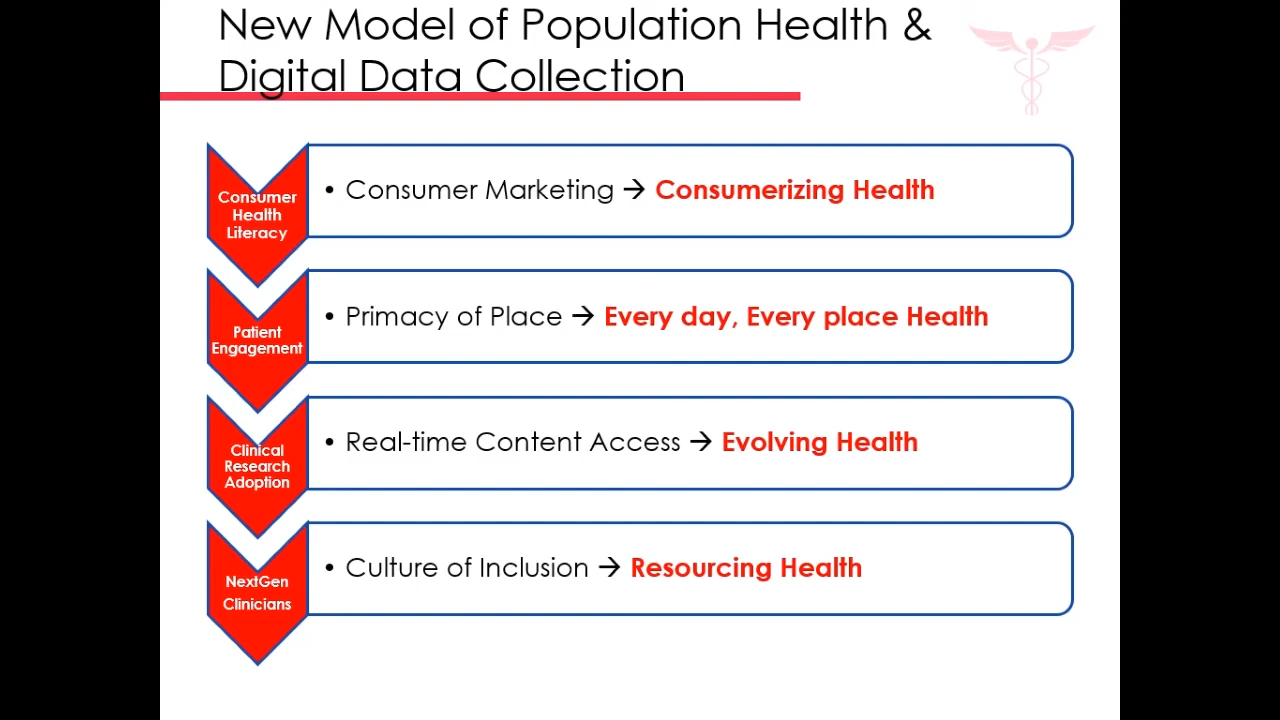 New Model of Population Health &
Digital Data Collection
Consumer
Health
Literacy
• Consumer Marketing → Consumerizing Health
Patient
Engagement
• Primacy of Place → Every day, Every place Health
Clinical
Research
Adoption
• Real-time Content Access → Evolving Health
NextGen
Clinicians
• Culture of Inclusion → Resourcing Health